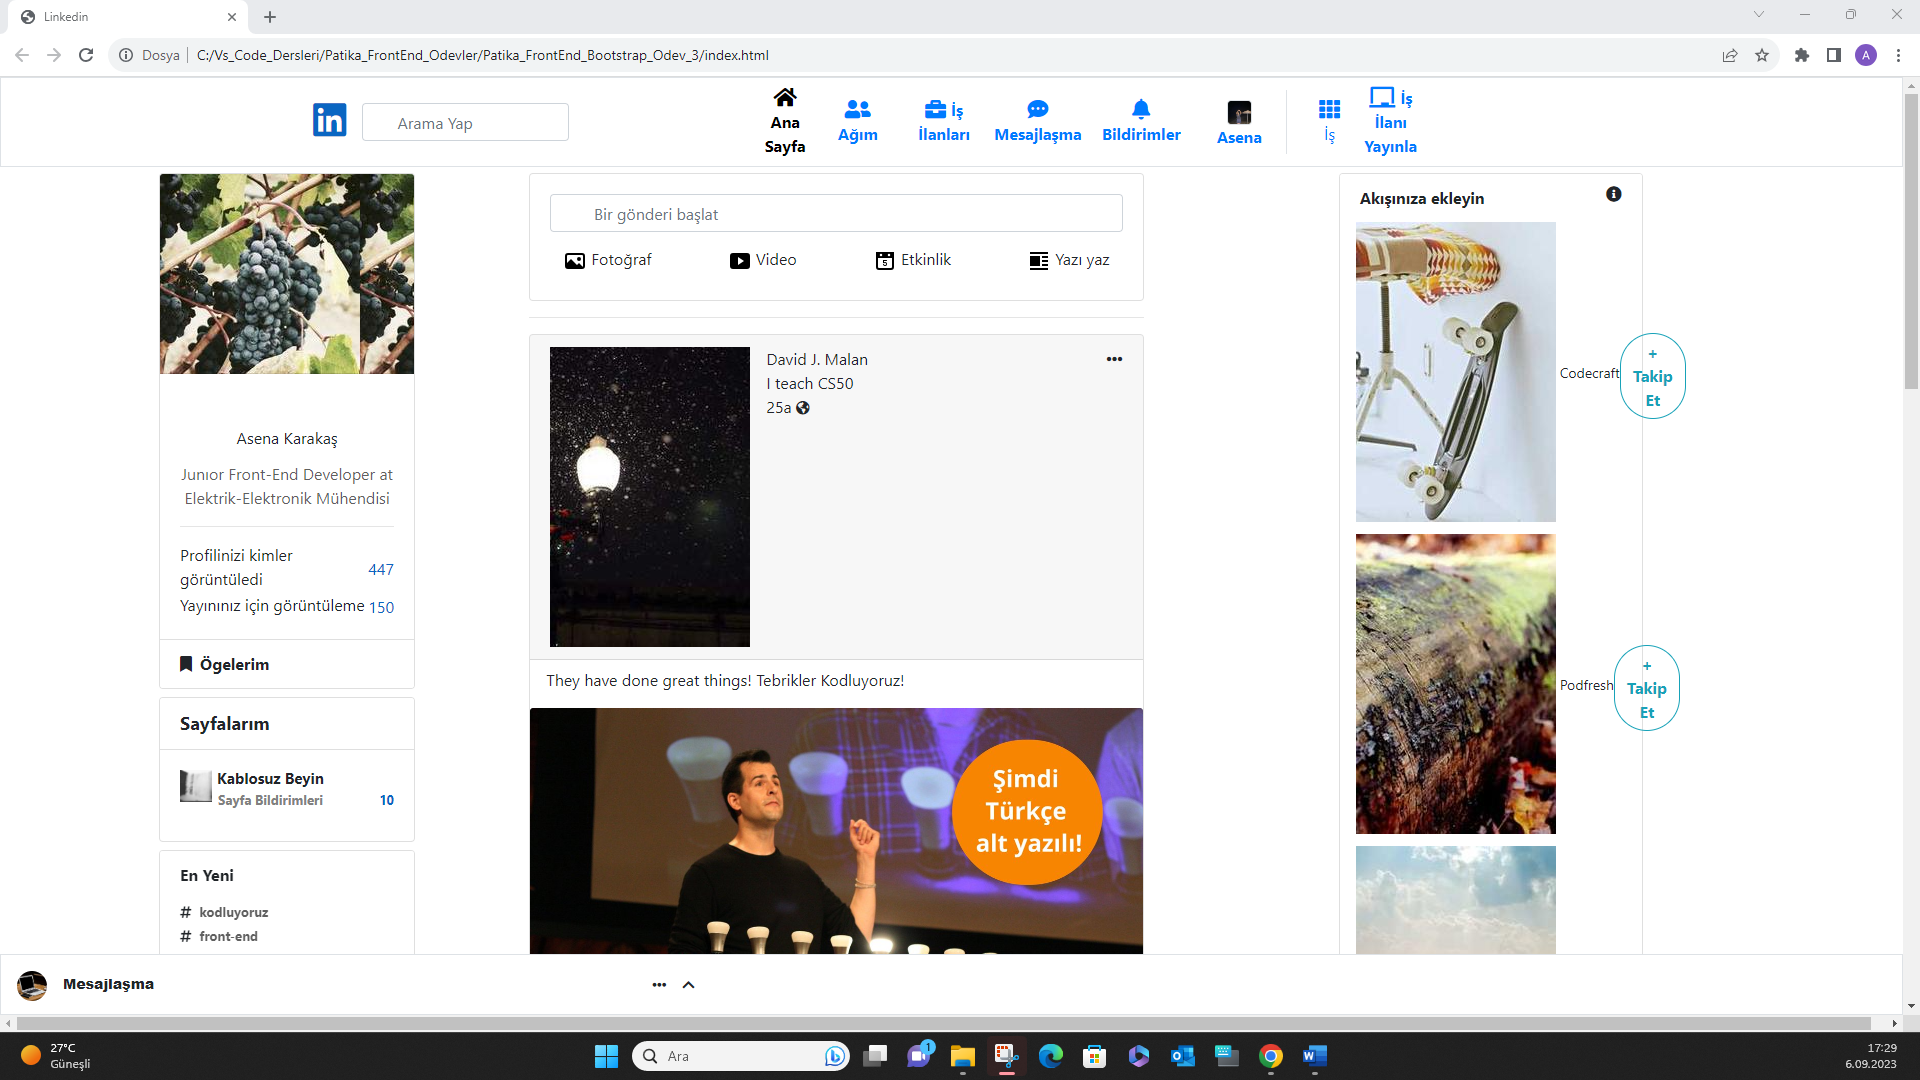 Linkedin
Dosya
C:/Vs_Code_Dersleri/Patika_FrontEnd_Odevler/Patika_FrontEnd_Bootstrap_Odev_3/index.html
A
in
Arama Yap
Ana
Sayfa
Ağım
İş
İlanları
Mesajlaşma
Bildirimler
Asena
İş
İş
İlanı
Yayınla
Asena Karakaş
Junıor Front-End Developer at
Elektrik-Elektronik Mühendisi
Profilinizi kimler
görüntüledi
447
Yayınınız için görüntüleme 150
Ögelerim
Sayfalarım
Kablosuz Beyin
Sayfa Bildirimleri
10
En Yeni
# kodluyoruz
# front-end
Bir gönderi başlat
Fotoğraf
Video
5
Etkinlik
Yazı yaz
David J. Malan
I teach CS50
25a
They have done great things! Tebrikler Kodluyoruz!
Şimdi
Türkçe
alt yazılı!
Akışınıza ekleyin
Codecraft
+
Takip
Et
Podfresh
+
Takip
Et
Mesajlaşma
27°C
Güneşli
Ara
1
W
17:29
6.09.2023